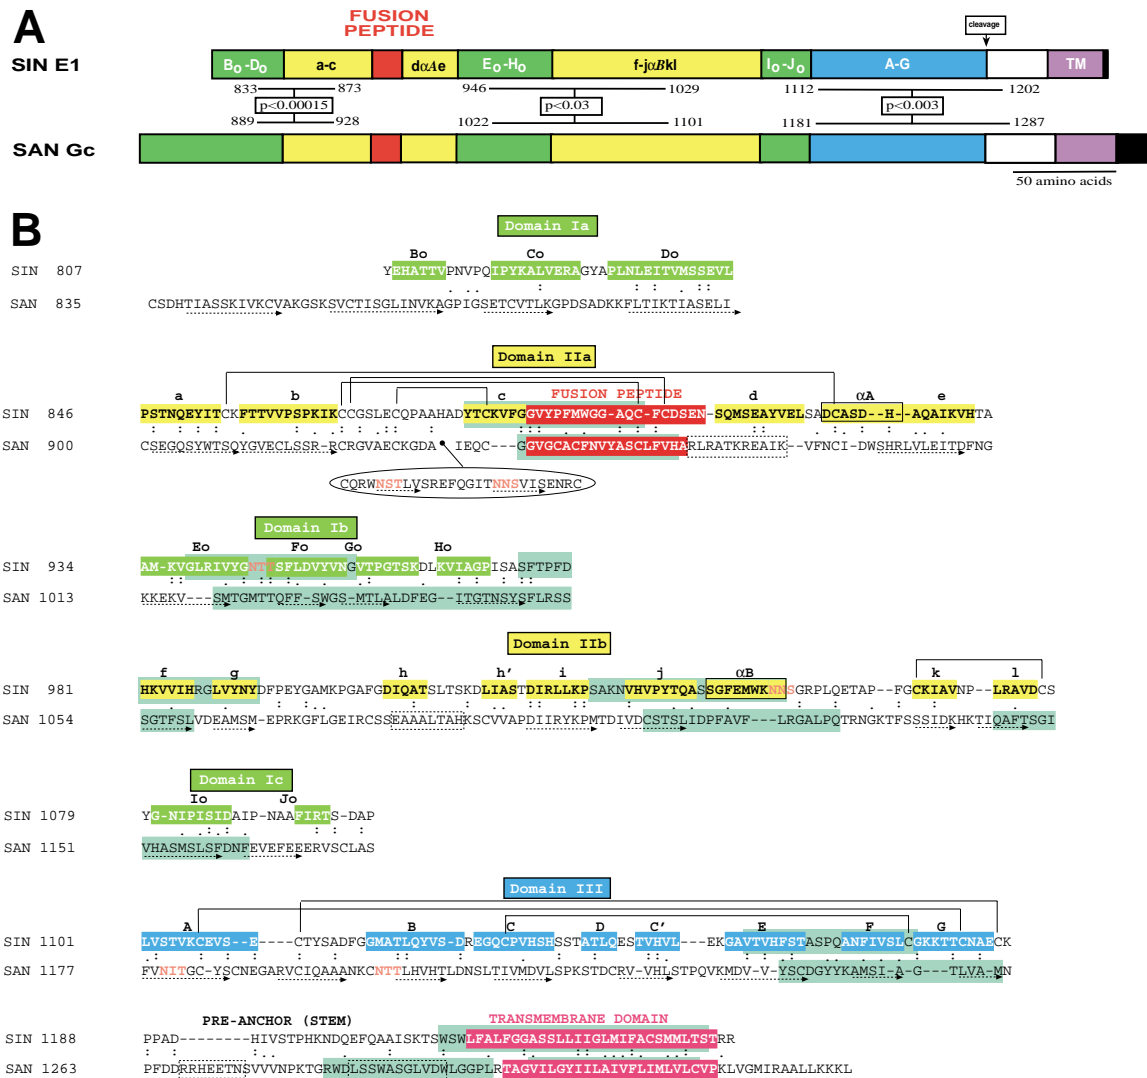 A
FUSION
PEPTIDE
cleavage
SIN E1
Bo-Do a-c dαAe Eo-Ho f-jαBkl Io-Jo A-G TM
833 873 946 1029 1112 1202
p<0.00015 p<0.03 p<0.003
889 928 1022 1101 1181 1287
SAN Gc
50 amino acids
B
Domain Ia
Bo Co Do
SIN 807 YEHATTVPNVPQIPYKALVERAGYAPLNLEITVMSSEVL
SAN 835 CSDHTIASSKIVKCVAKGSKSVCTISGLINVKAGPIGSETCVTLKGPDSADKKFLTIKTIASELI
Domain IIa
a b c FUSION PEPTIDE d αA e
SIN 846 PSTNQEYITCKFTTVVPSPKIKCCGSLECQPAAHADYTCKVFGGVYPFMWGG-AQC-FCDSEN-SQMSEAYVELSADCASD--H-AQAIKVHTA
SAN 900 CSEGQSYWTSQYGVECLSSR-RCRGVAECKGDA IEQC---GGVGCACFNVYASCLFVHARLRATKREAIK--VFNCI-DWSHRLVLEITDFNG
CQRWNSTLVSREFQGITNNSVISENRC
Domain Ib
Eo Fo Go Ho
SIN 934 AM-KVGLRIVYGNTTSFLDVYVNGVTPGTSKDLKVIAGPISASFTPFD
SAN 1013 KKEKV---SMTGMTTQFF-SWGS-MTLALDFEG--ITGTNSYSFLRSS
Domain IIb
f g h h' i j αB k l
SIN 981 HKVVIHRGLVYNYDFPEYGAMKPGAFGDIQATSLTSKDLIASTDIRLLKPSAKNVHVPYTQASSGFEMWKNNSGRPLQETAP--FGCKIAVNP--LRAVDCS
SAN 1054 SGTFSLVDEAMSM-EPRKGFLGEIRCSSEAAALTAHKSCVVAPDIIRYKPMTDIVDCSTSLIDPFAVF---LRGALPQTRNGKTFSSSIDKHKTIQAFTSGI
Domain Ic
Io Jo
SIN 1079 YG-NIPISIDAIP-NAAFIRTS-DAP
SAN 1151 VHASMSLSFDNFEVEFEEERVSCLAS
Domain III
A B C D C' E F G
SIN 1101 LVSTVKCEVS--E----CTYSADFGGMATLQYVS-DREGQCPVHSHSSTATLQESTVHVL---EKGAVTVHFSTASPQANFIVSLCGKKTTCNAECK
SAN 1177 FVNITGC-YSCNEGARVCIQAAANKCNTTLHVHTLDNSLTIVMDVLSPKSTDCRV-VHLSTPQVKMDV-V-YSCDGYYKAMSI-A-G---TLVA-MN
PRE-ANCHOR (STEM) TRANSMEMBRANE DOMAIN
SIN 1188 PPAD--------HIVSTPHKNDQEFQAAISKTSWSWLFALFGGASSLLIIGLMIFACSMMLTSTRR
SAN 1263 PFDDRRHEETNSVVVNPKTGRWDLSSWASGLVDWLGGPLRTAGVILGYIILAIVFLIMLVLCVPKLVGMIRAALLKKKL